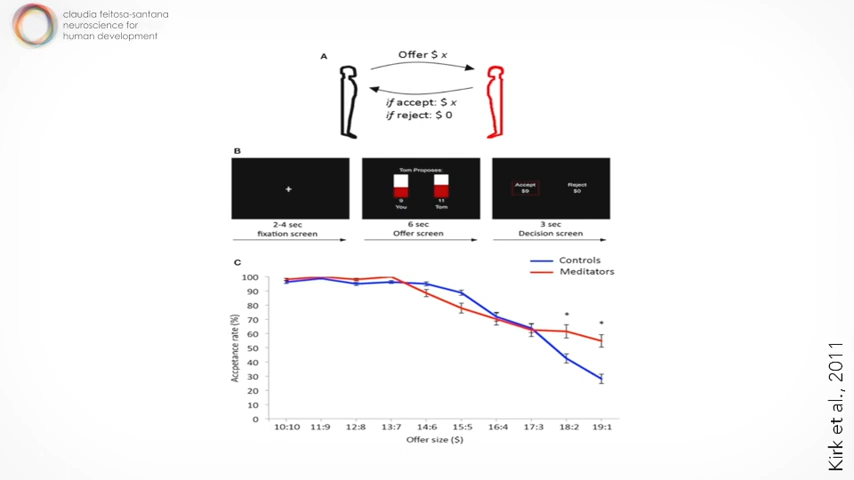 claudia feitosa-santana
neuroscience for
human development
A
Offer $ x
if accept: $ x
if reject: $ 0
B
Tom Proposes:
9
You
11
Tom
Accept
$9
Reject
$0
2-4 sec
fixation screen
6 sec
Offer screen
3 sec
Decision screen
C
Controls
Meditators
Accpetance rate (%)
100
90
80
70
60
50
40
30
20
10
0
*
*
10:10 11:9 12:8 13:7 14:6 15:5 16:4 17:3 18:2 19:1
Offer size ($)
Kirk et al., 2011